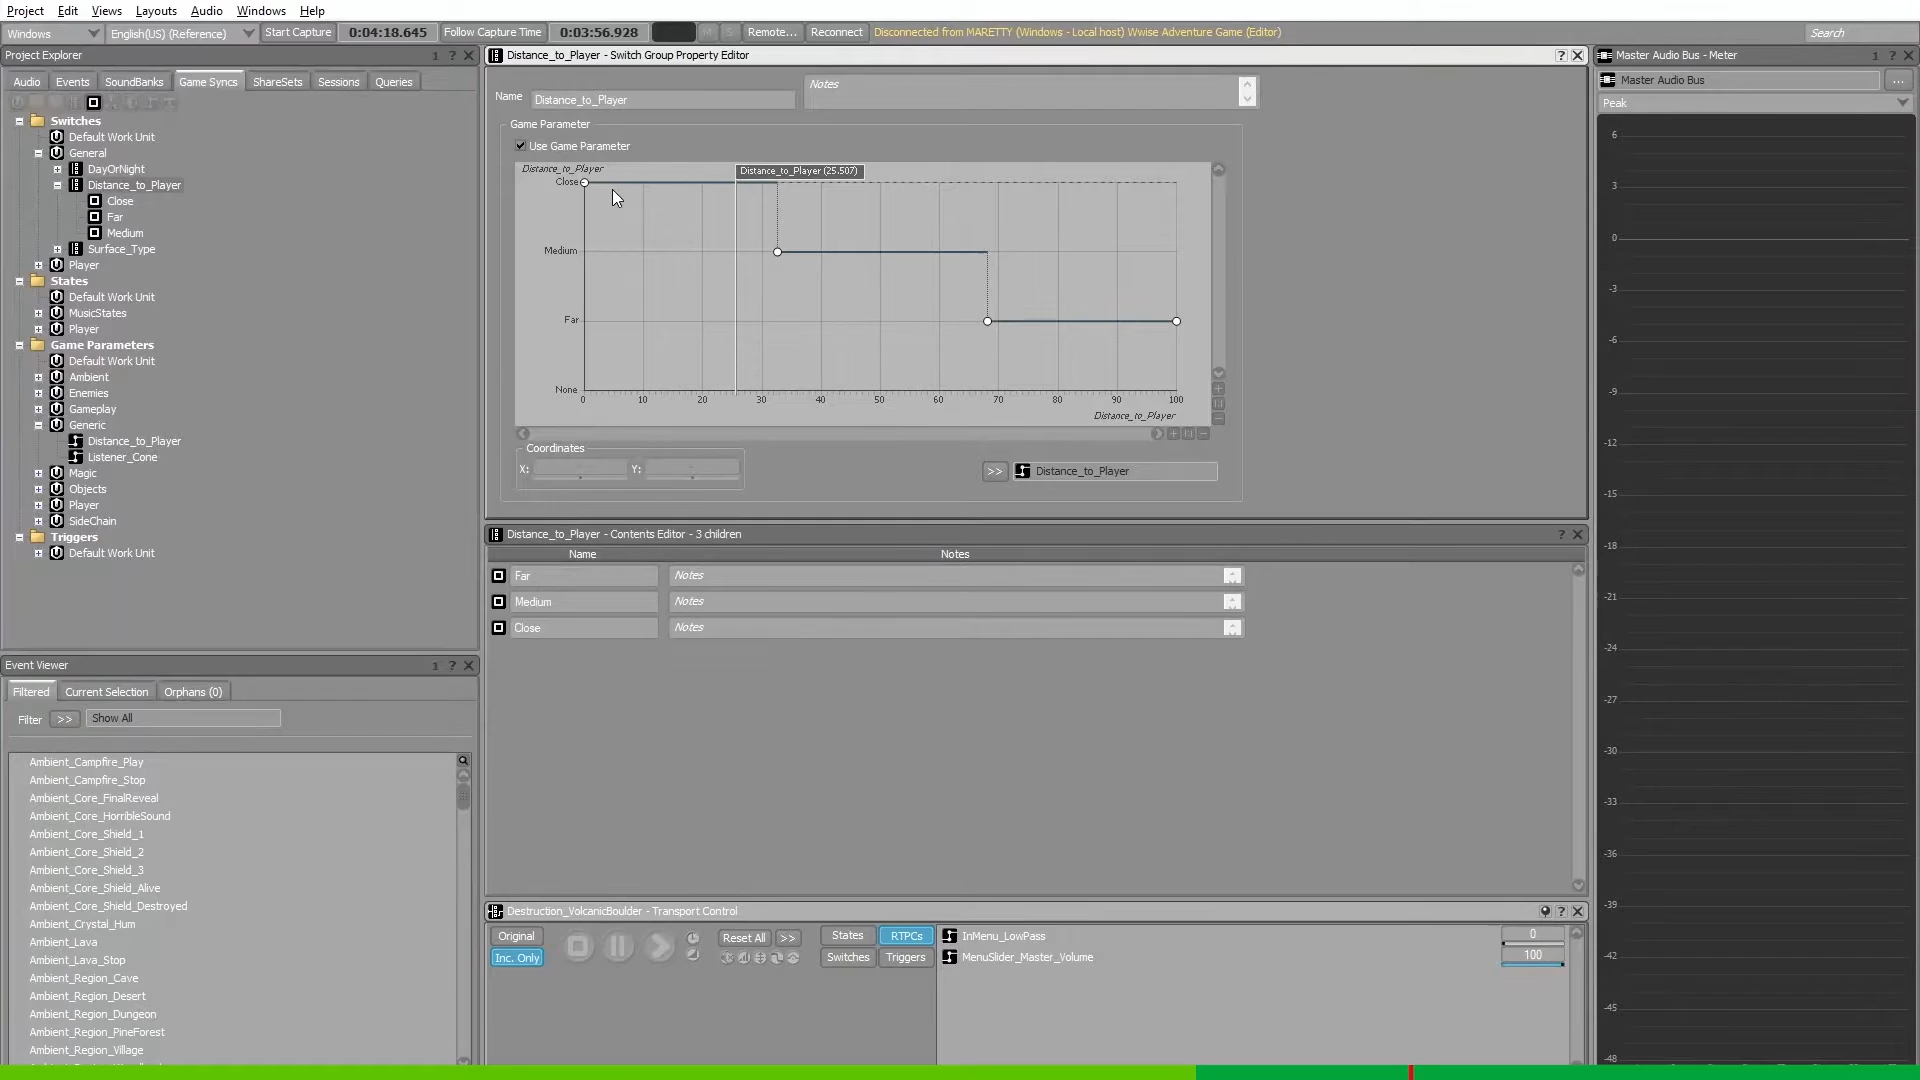 Project Edit Views Layouts Audio Windows Help
Windows English(US) (Reference) Start Capture 0:04:18.645 Follow Capture Time 0:03:56.928 M S Remote... Reconnect Disconnected from MARETTY (Windows - Local host) Wwise Adventure Game (Editor) Search
Project Explorer 1 ?
Audio Events SoundBanks Game Syncs ShareSets Sessions Queries
Switches
Default Work Unit
General
DayOrNight
Distance_to_Player
Close
Far
Medium
Surface_Type
Player
States
Default Work Unit
MusicStates
Player
Game Parameters
Default Work Unit
Ambient
Enemies
Gameplay
Generic
Distance_to_Player
Listener_Cone
Magic
Objects
Player
SideChain
Triggers
Default Work Unit
Event Viewer 1 ?
Filtered Current Selection Orphans (0)
Filter >> Show All
Ambient_Campfire_Play
Ambient_Campfire_Stop
Ambient_Core_FinalReveal
Ambient_Core_HorribleSound
Ambient_Core_Shield_1
Ambient_Core_Shield_2
Ambient_Core_Shield_3
Ambient_Core_Shield_Alive
Ambient_Core_Shield_Destroyed
Ambient_Crystal_Hum
Ambient_Lava
Ambient_Lava_Stop
Ambient_Region_Cave
Ambient_Region_Desert
Ambient_Region_Dungeon
Ambient_Region_PineForest
Ambient_Region_Village
Distance_to_Player - Switch Group Property Editor ?
Name Distance_to_Player Notes
Game Parameter
Use Game Parameter
Distance_to_Player Distance_to_Player (25.507)
Close
Medium
Far
None
0 10 20 30 40 50 60 70 80 90 100
Distance_to_Player
Coordinates
X: Y: >> Distance_to_Player
Distance_to_Player - Contents Editor - 3 children ?
Name Notes
Far Notes
Medium Notes
Close Notes
Destruction_VolcanicBoulder - Transport Control ?
Original Reset All >> States RTPCs InMenu_LowPass 0
Inc. Only Switches Triggers MenuSlider_Master_Volume 100
Master Audio Bus - Meter 1 ?
Master Audio Bus ...
Peak
6
3
0
-3
-6
-9
-12
-15
-18
-21
-24
-27
-30
-33
-36
-39
-42
-45
-48